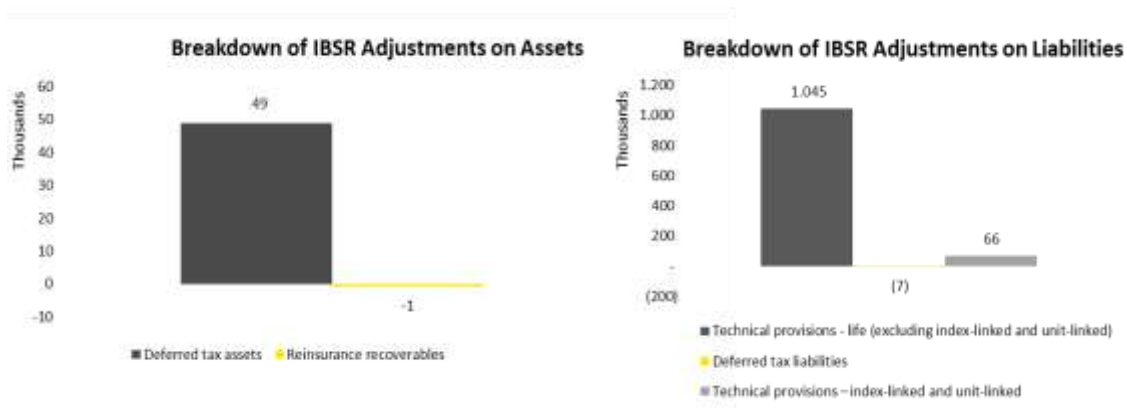 Breakdown of IBSR Adjustments on Assets
Thousands
60
50
40
30
20
10
0
-10
49
-1
Deferred tax assets Reinsurance recoverables
Breakdown of IBSR Adjustments on Liabilities
Thousands
1.200
1.000
800
600
400
200
-
(200)
1.045
(7)
66
Technical provisions - life (excluding index-linked and unit-linked)
Deferred tax liabilities
Technical provisions – index-linked and unit-linked